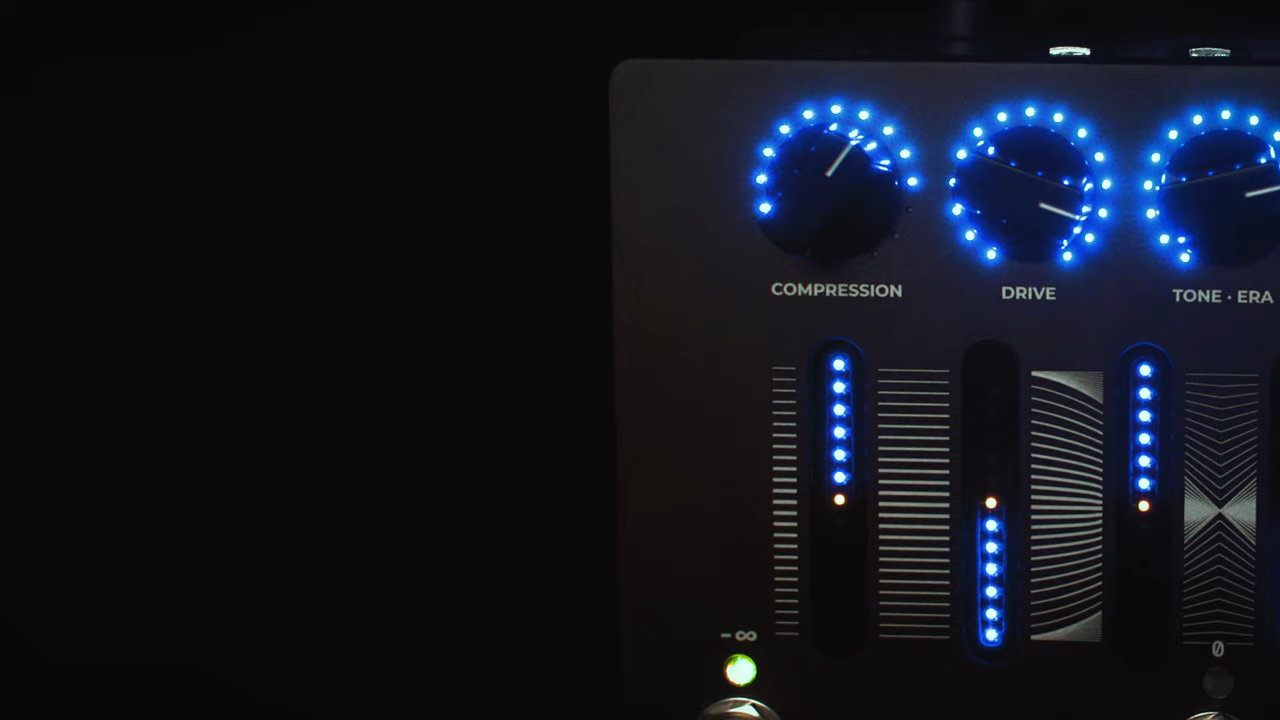 COMPRESSION
DRIVE
TONE · ERA
– ∞
0